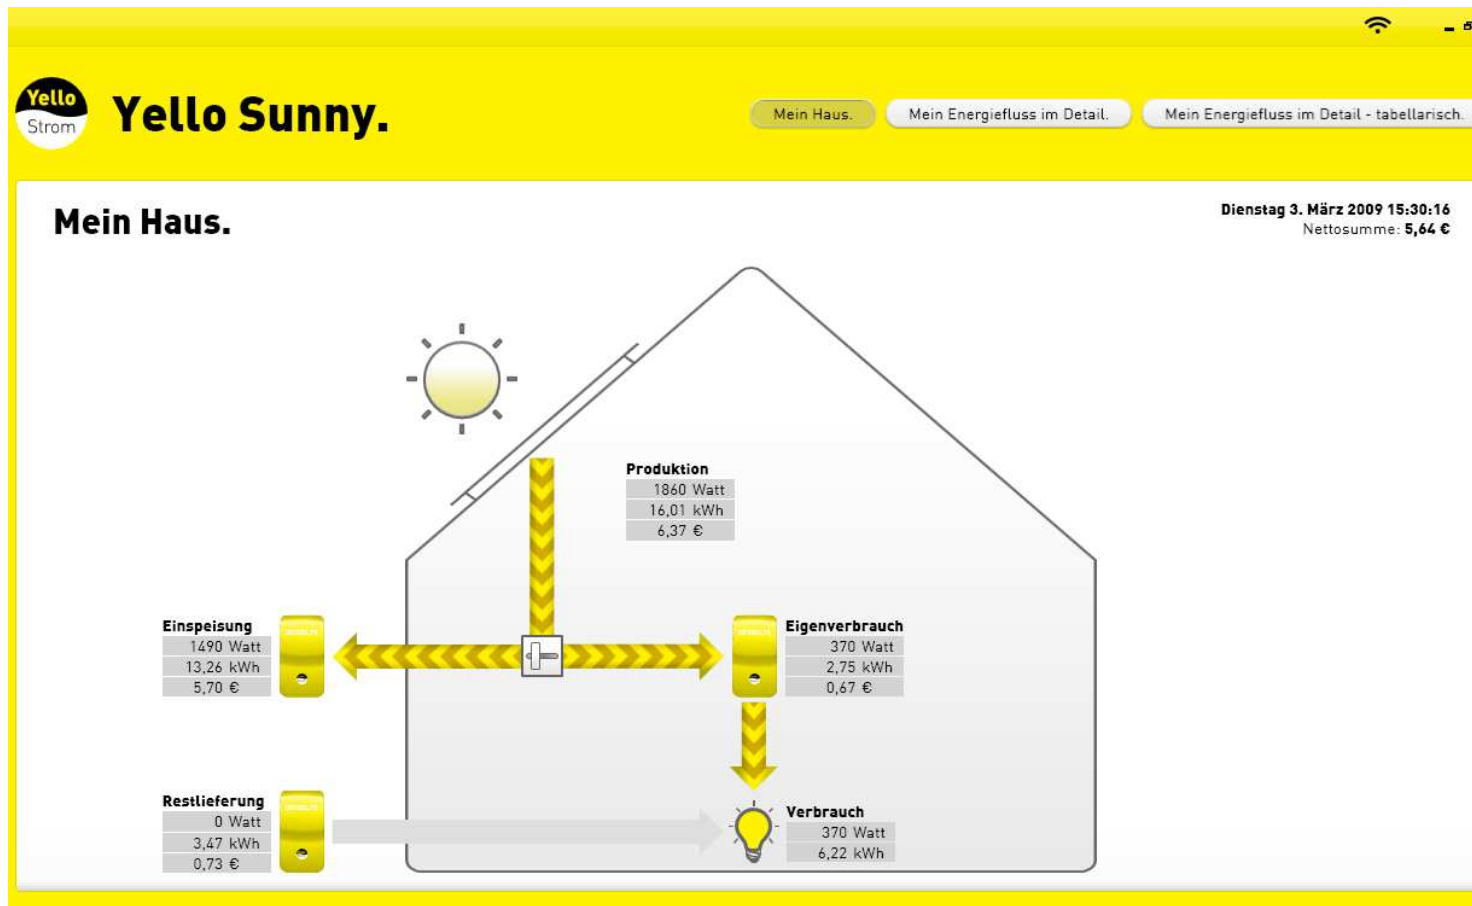 Yello
Strom
Yello Sunny.
Mein Haus.
Mein Energiefluss im Detail.
Mein Energiefluss im Detail - tabellarisch.
Mein Haus.
Dienstag 3. März 2009 15:30:16
Nettosumme: 5,64 €
Produktion
1860 Watt
16,01 kWh
6,37 €
Einspeisung
1490 Watt
13,26 kWh
5,70 €
Eigenverbrauch
370 Watt
2,75 kWh
0,67 €
Restlieferung
0 Watt
3,47 kWh
0,73 €
Verbrauch
370 Watt
6,22 kWh